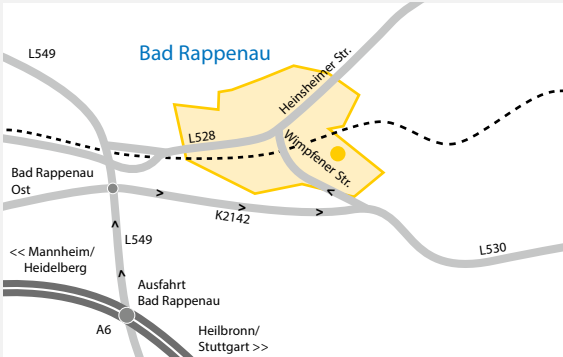 L549
Bad Rappenau
Heinsheimer Str.
L528
Wimpfener Str.
Bad Rappenau
Ost
K2142
L549
L530
<< Mannheim/
Heidelberg
Ausfahrt
Bad Rappenau
A6
Heilbronn/
Stuttgart >>